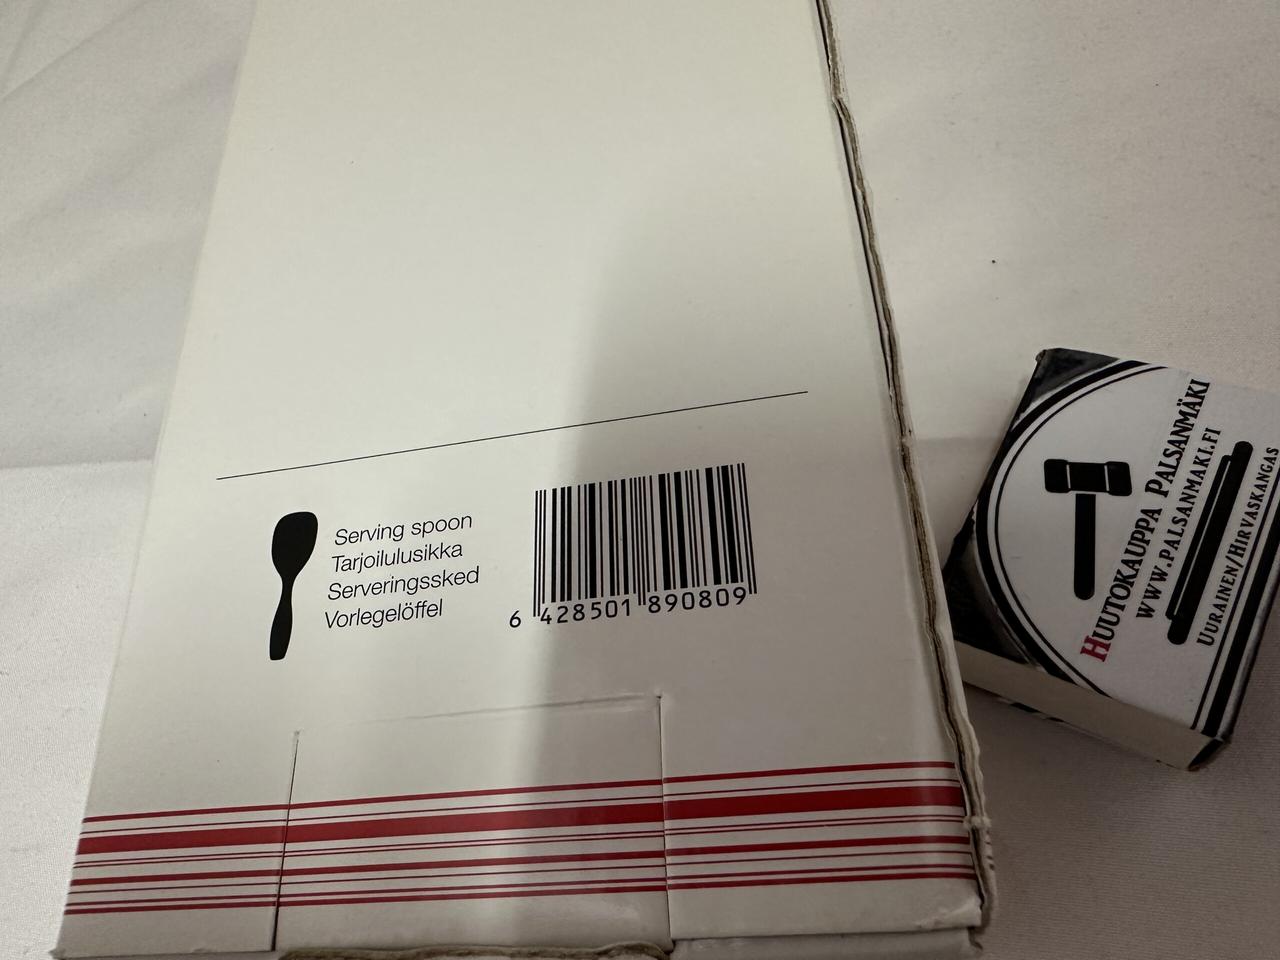 Serving spoon
Tarjoilulusikka
Serveringssked
Vorlegelöffel
6 428501 890809
HUUTOKAUPPA PALSANMÄKI
WWW.PALSANMAKI.FI
UURAINEN/HIRVASKANGAS